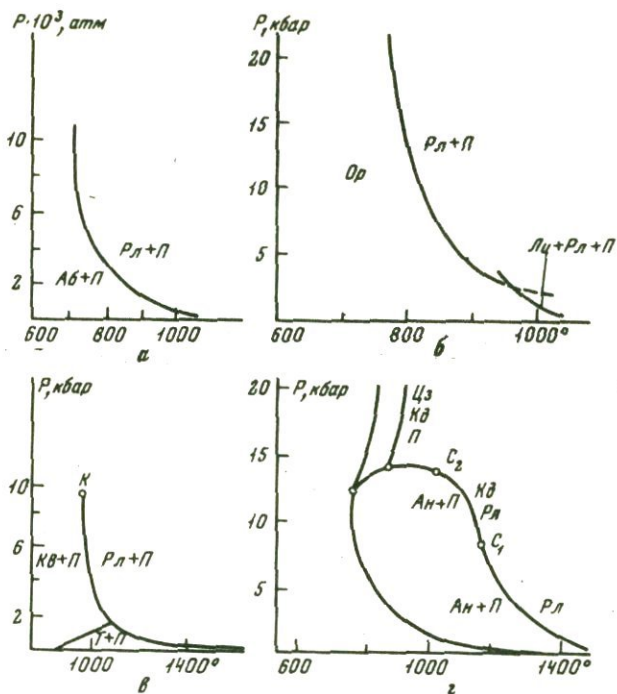 P·10³, атм
10
6
2
Аб+П
Рл+П
600 800 1000
а
P, кбар
20
15
10
5
Ор
Рл+П
Лц+Рл+П
600 800 1000°
б
P, кбар
10
6
2
К
Кв+П
Рл+П
Т+П
1000 1400°
в
P, кбар
20
15
10
5
Цз
Кд
П
С₂
Ан+П
Кд
Рл
С₁
Ан+П
Рл
600 1000 1400°
г